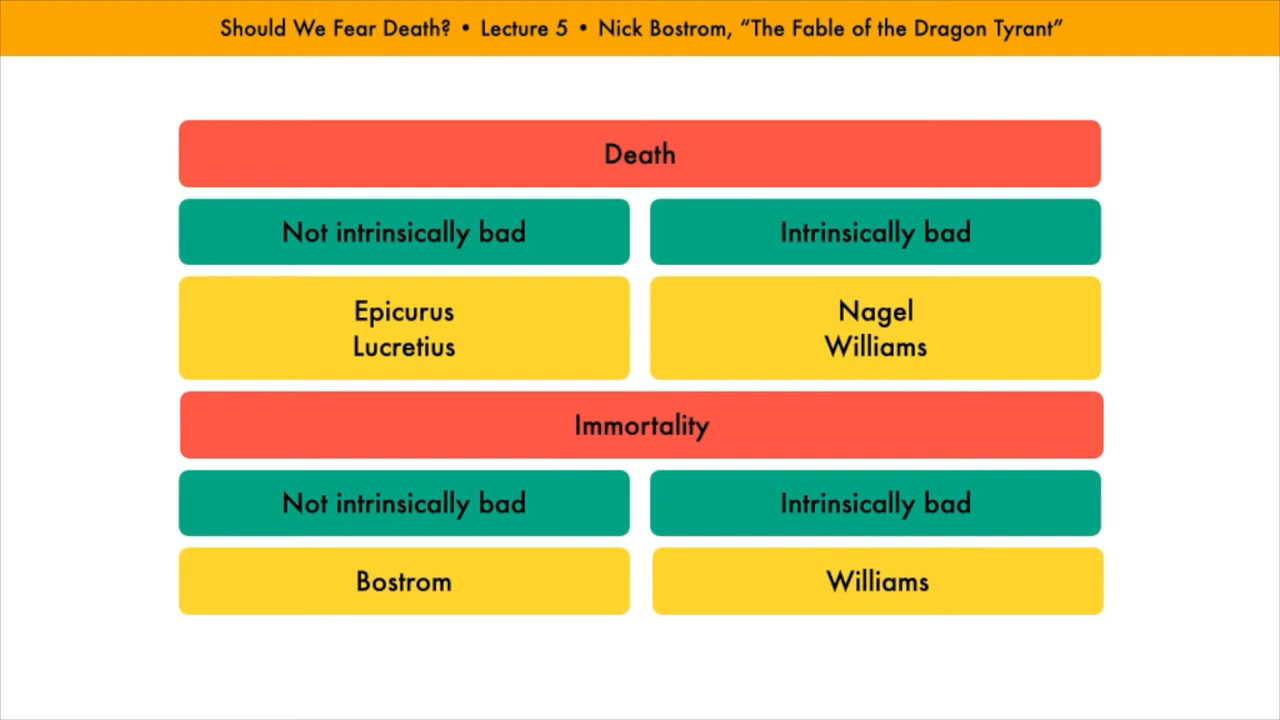 Should We Fear Death? • Lecture 5 • Nick Bostrom, “The Fable of the Dragon Tyrant”
Death
Not intrinsically bad
Intrinsically bad
Epicurus
Lucretius
Nagel
Williams
Immortality
Not intrinsically bad
Intrinsically bad
Bostrom
Williams